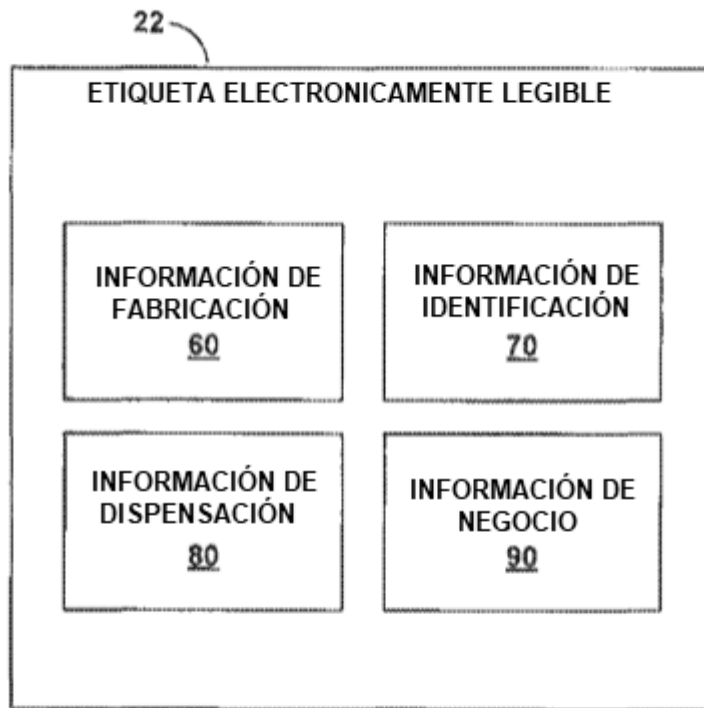 22
ETIQUETA ELECTRONICAMENTE LEGIBLE
INFORMACIÓN DE
FABRICACIÓN
60
INFORMACIÓN DE
IDENTIFICACIÓN
70
INFORMACIÓN DE
DISPENSACIÓN
80
INFORMACIÓN DE
NEGOCIO
90